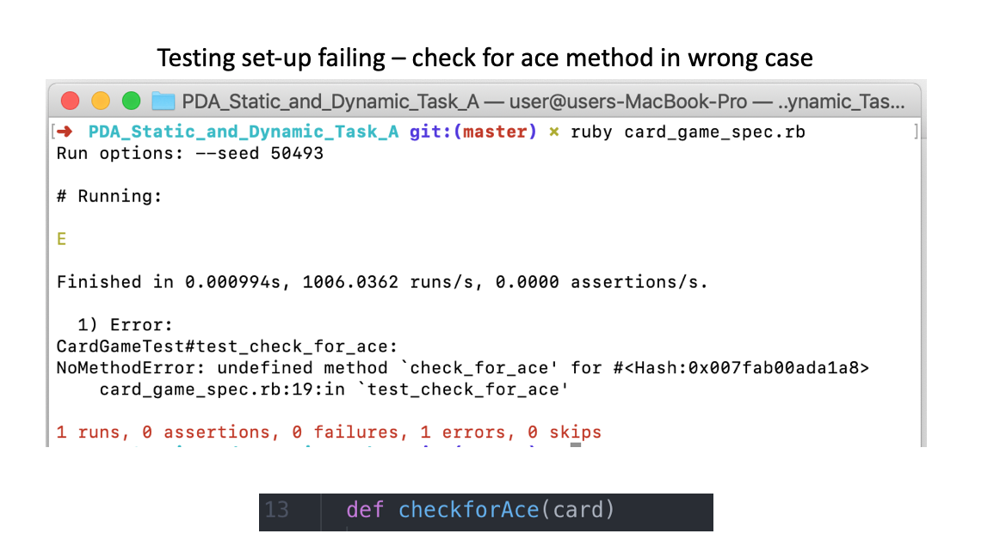 Testing set-up failing – check for ace method in wrong case
PDA_Static_and_Dynamic_Task_A — user@users-MacBook-Pro — ..ynamic_Tas...
[➜ PDA_Static_and_Dynamic_Task_A git:(master) × ruby card_game_spec.rb ]
Run options: --seed 50493
# Running:
E
Finished in 0.000994s, 1006.0362 runs/s, 0.0000 assertions/s.
1) Error:
CardGameTest#test_check_for_ace:
NoMethodError: undefined method `check_for_ace' for #<Hash:0x007fab00ada1a8>
card_game_spec.rb:19:in `test_check_for_ace'
1 runs, 0 assertions, 0 failures, 1 errors, 0 skips
13 def checkforAce(card)